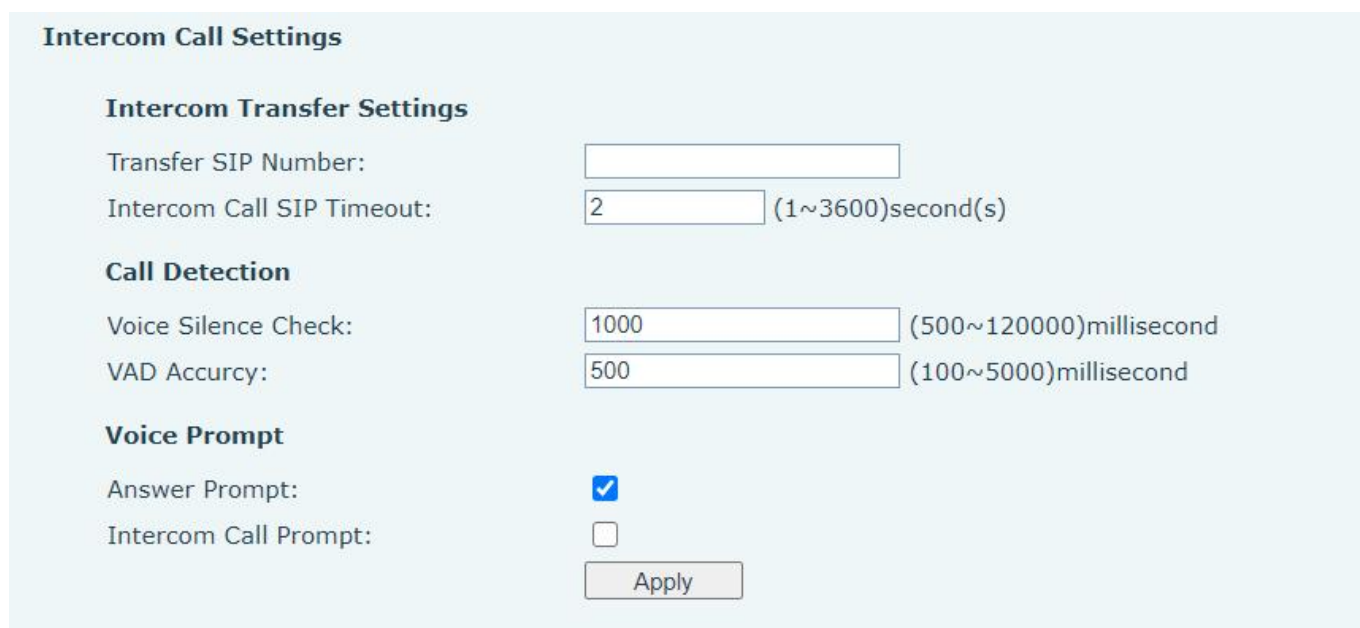 Intercom Call Settings
Intercom Transfer Settings
Transfer SIP Number:
Intercom Call SIP Timeout: 2 (1~3600)second(s)
Call Detection
Voice Silence Check: 1000 (500~120000)millisecond
VAD Accurcy: 500 (100~5000)millisecond
Voice Prompt
Answer Prompt:
Intercom Call Prompt:
Apply